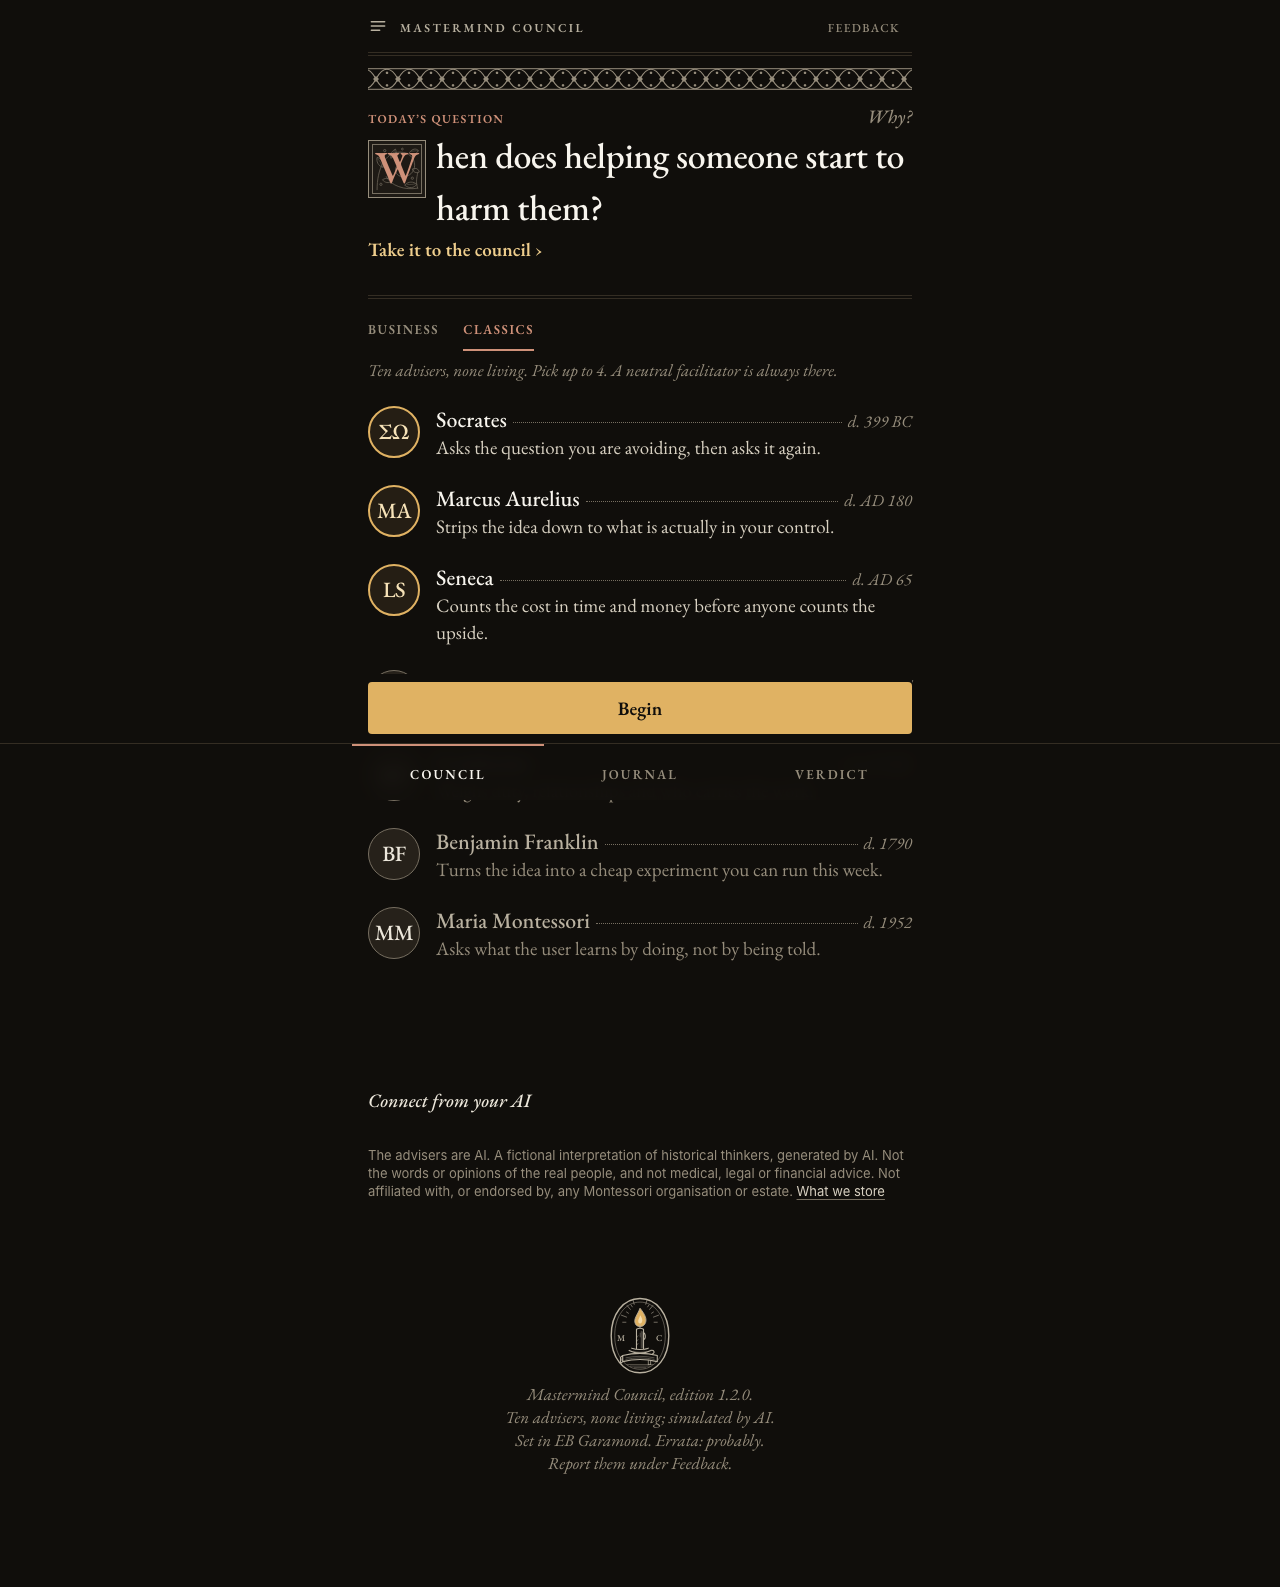 MASTERMIND COUNCIL
FEEDBACK
TODAY'S QUESTION
Why?
When does helping someone start to
harm them?
Take it to the council ›
BUSINESS
CLASSICS
Ten advisers, none living. Pick up to 4. A neutral facilitator is always there.
ΣΩ
Socrates
d. 399 BC
Asks the question you are avoiding, then asks it again.
MA
Marcus Aurelius
d. AD 180
Strips the idea down to what is actually in your control.
LS
Seneca
d. AD 65
Counts the cost in time and money before anyone counts the
upside.
Begin
COUNCIL
JOURNAL
VERDICT
BF
Benjamin Franklin
d. 1790
Turns the idea into a cheap experiment you can run this week.
MM
Maria Montessori
d. 1952
Asks what the user learns by doing, not by being told.
Connect from your AI
The advisers are AI. A fictional interpretation of historical thinkers, generated by AI. Not
the words or opinions of the real people, and not medical, legal or financial advice. Not
affiliated with, or endorsed by, any Montessori organisation or estate. What we store
M C
Mastermind Council, edition 1.2.0.
Ten advisers, none living; simulated by AI.
Set in EB Garamond. Errata: probably.
Report them under Feedback.